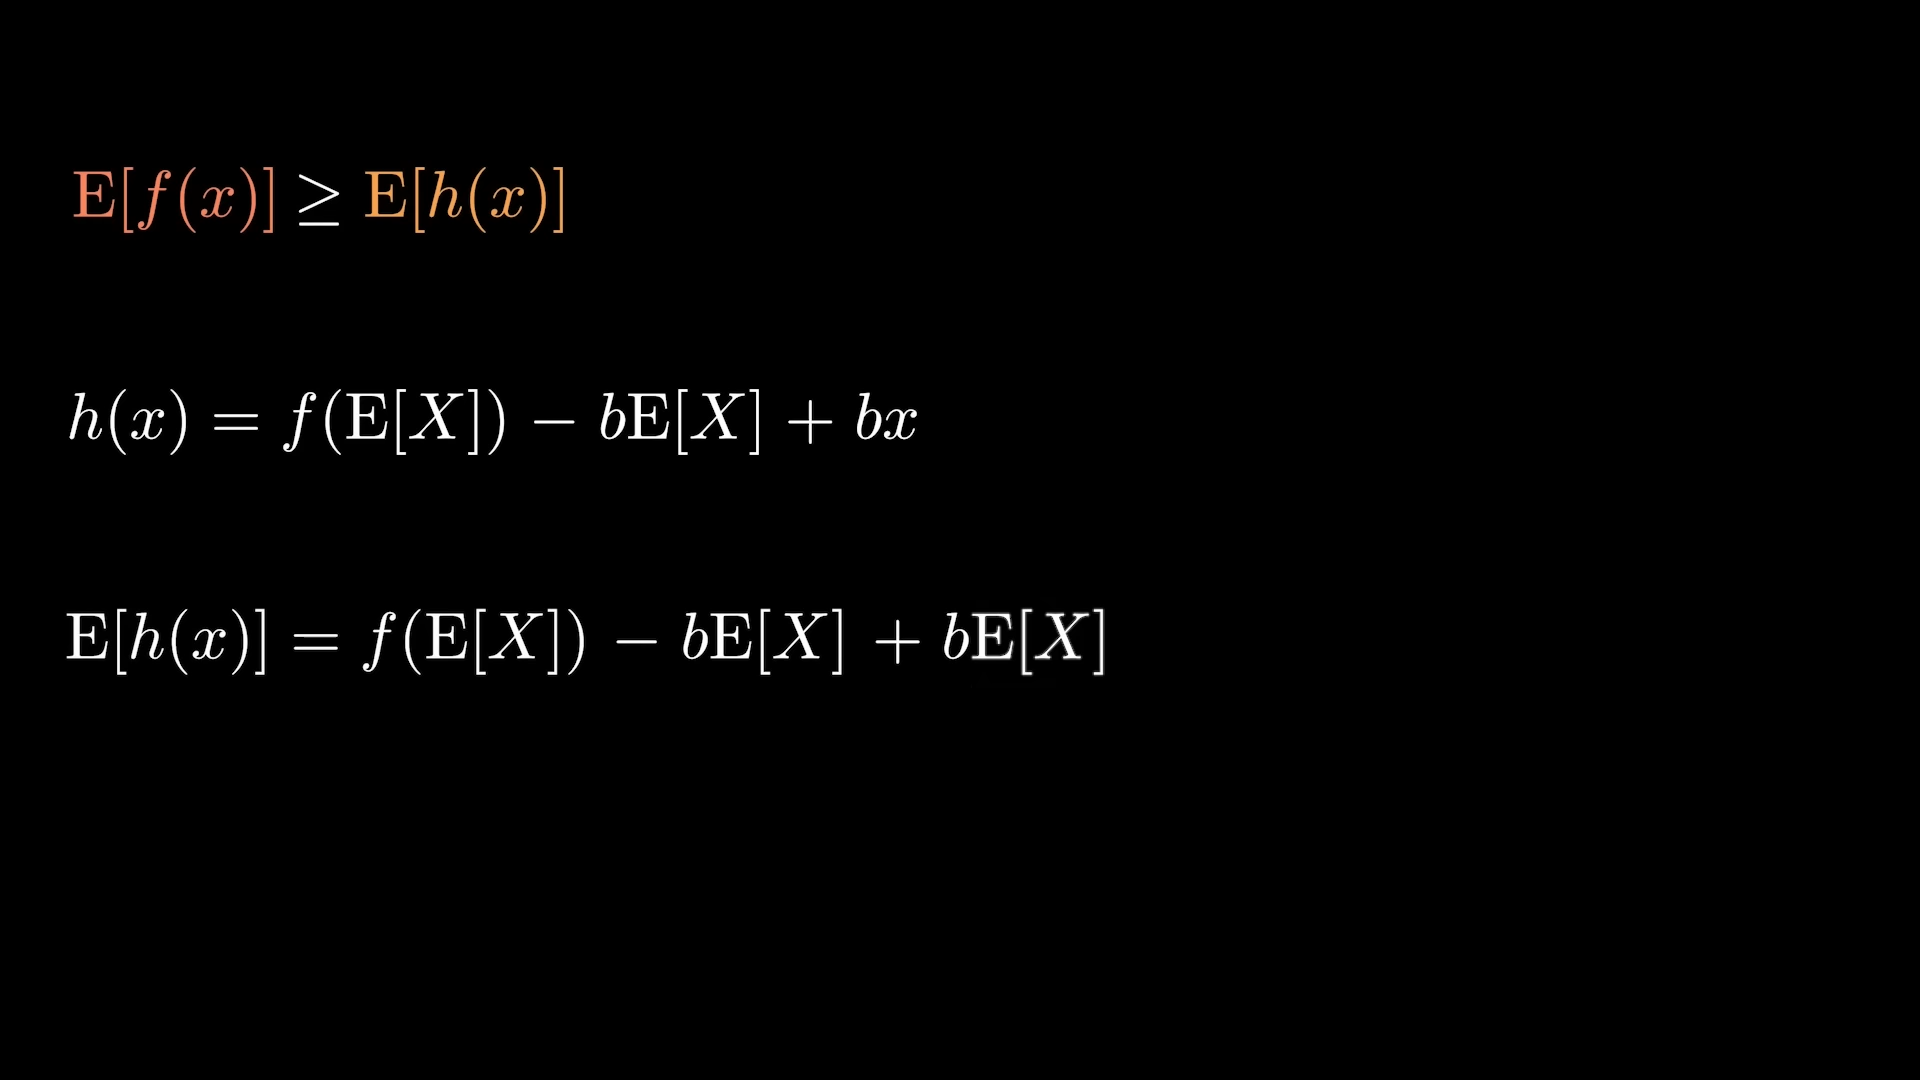 E[f(x)] ≥ E[h(x)]
h(x) = f(E[X]) − bE[X] + bx
E[h(x)] = f(E[X]) − bE[X] + bE[X]